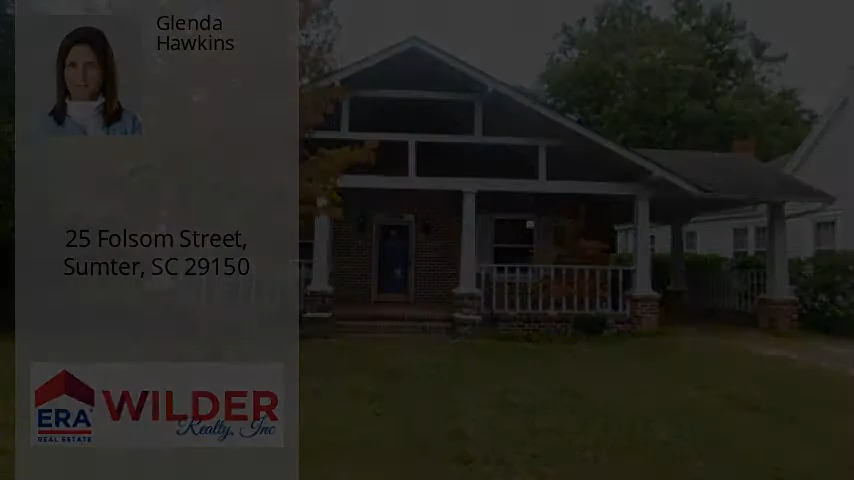 Glenda
Hawkins
25 Folsom Street,
Sumter, SC 29150
ERA
REAL ESTATE
WILDER
Realty, Inc